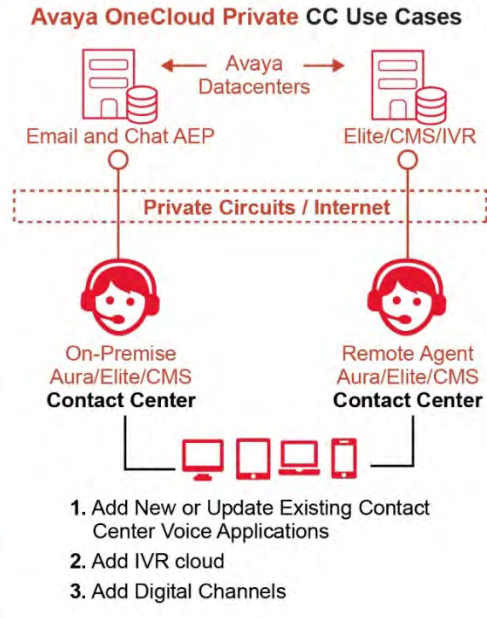 Avaya OneCloud Private CC Use Cases
Avaya
Datacenters
Email and Chat AEP
Elite/CMS/IVR
Private Circuits / Internet
On-Premise
Aura/Elite/CMS
Contact Center
Remote Agent
Aura/Elite/CMS
Contact Center
1. Add New or Update Existing Contact
Center Voice Applications
2. Add IVR cloud
3. Add Digital Channels